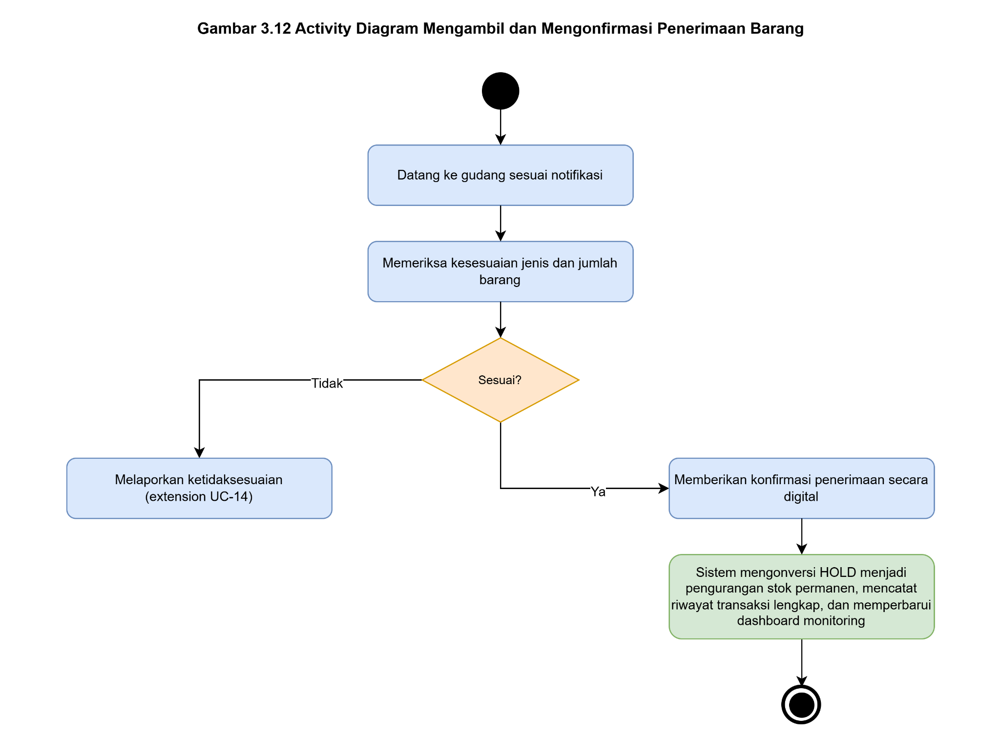 Gambar 3.12 Activity Diagram Mengambil dan Mengonfirmasi Penerimaan Barang
Datang ke gudang sesuai notifikasi
Memeriksa kesesuaian jenis dan jumlah
barang
Sesuai?
Tidak
Melaporkan ketidaksesuaian
(extension UC-14)
Ya
Memberikan konfirmasi penerimaan secara
digital
Sistem mengonversi HOLD menjadi
pengurangan stok permanen, mencatat
riwayat transaksi lengkap, dan memperbarui
dashboard monitoring